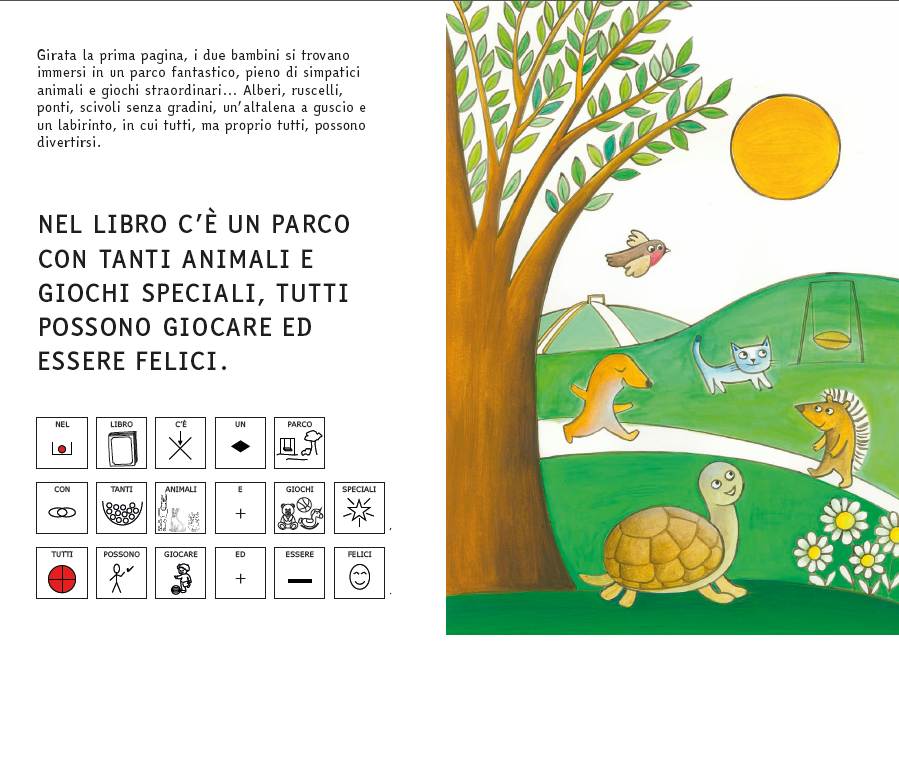 Girata la prima pagina, i due bambini si trovano
immersi in un parco fantastico, pieno di simpatici
animali e giochi straordinari... Alberi, ruscelli,
ponti, scivoli senza gradini, un'altalena a guscio e
un labirinto, in cui tutti, ma proprio tutti, possono
divertirsi.
NEL LIBRO C'È UN PARCO
CON TANTI ANIMALI E
GIOCHI SPECIALI, TUTTI
POSSONO GIOCARE ED
ESSERE FELICI.
NEL LIBRO C'È UN PARCO
CON TANTI ANIMALI E GIOCHI SPECIALI ,
TUTTI POSSONO GIOCARE ED ESSERE FELICI .